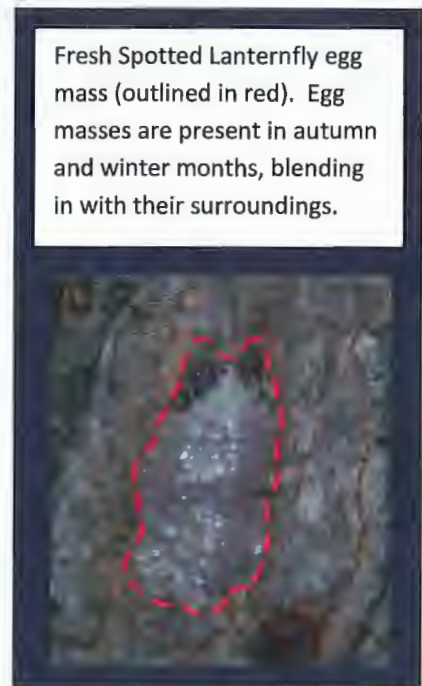 Fresh Spotted Lanternfly egg
mass (outlined in red).  Egg
masses are present in autumn
and winter months, blending
in with their surroundings.